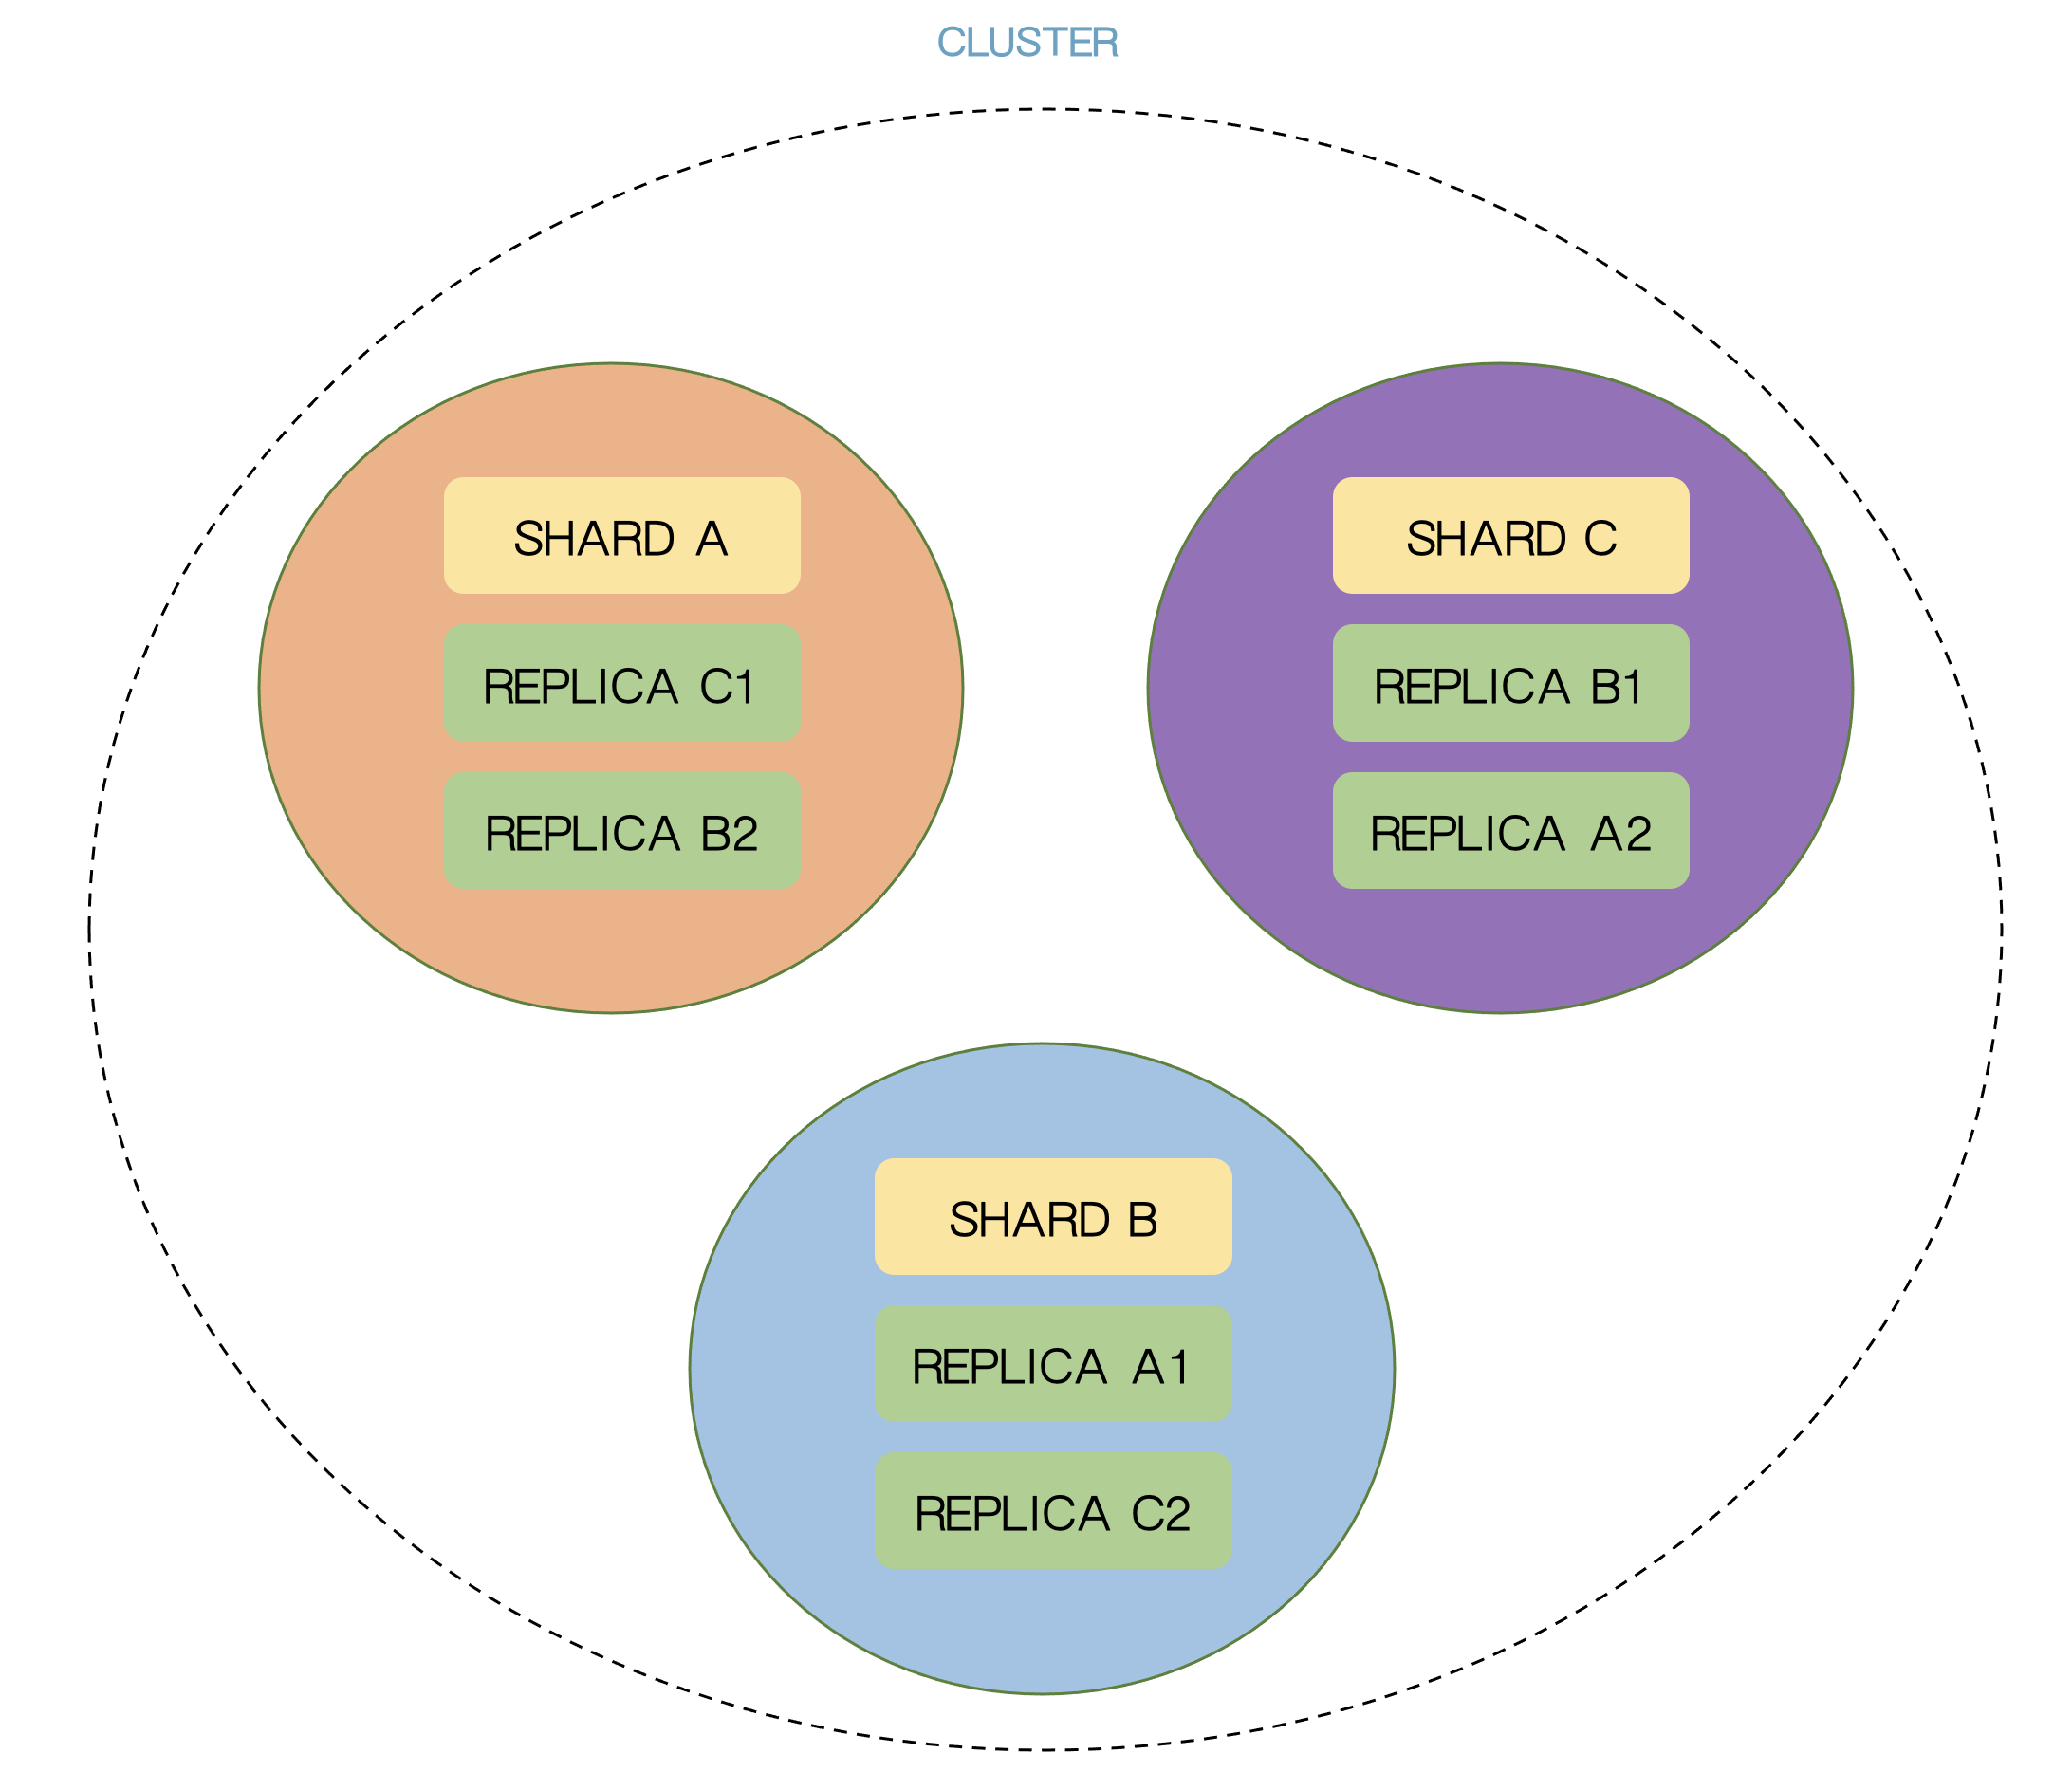 CLUSTER
SHARD A
REPLICA C1
REPLICA B2
SHARD C
REPLICA B1
REPLICA A2
SHARD B
REPLICA A1
REPLICA C2